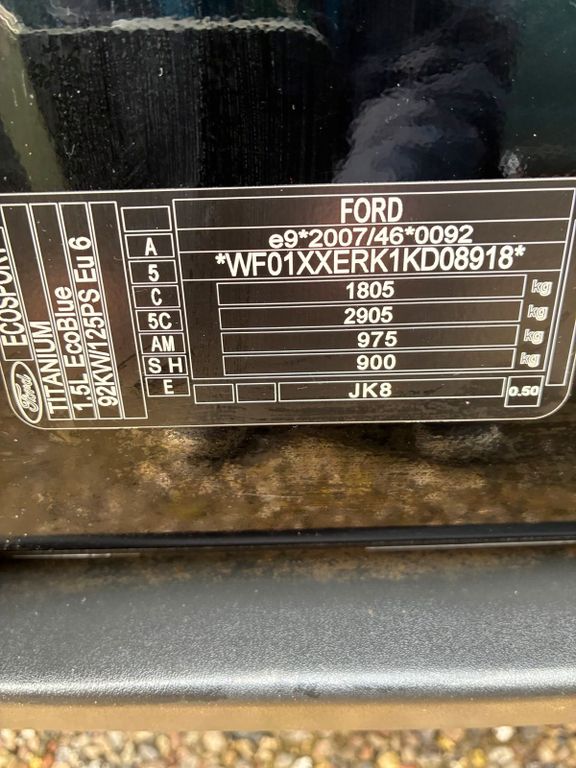 FORD
e9*2007/46*0092
*WF01XXERK1KD08918*
1805 kg
2905 kg
975 kg
900 kg
JK8 0.50
A
5
C
5C
AM
S H
E
Ford
ECOSPORT
TITANIUM
1.5L EcoBlue
92KW/125PS Eu 6